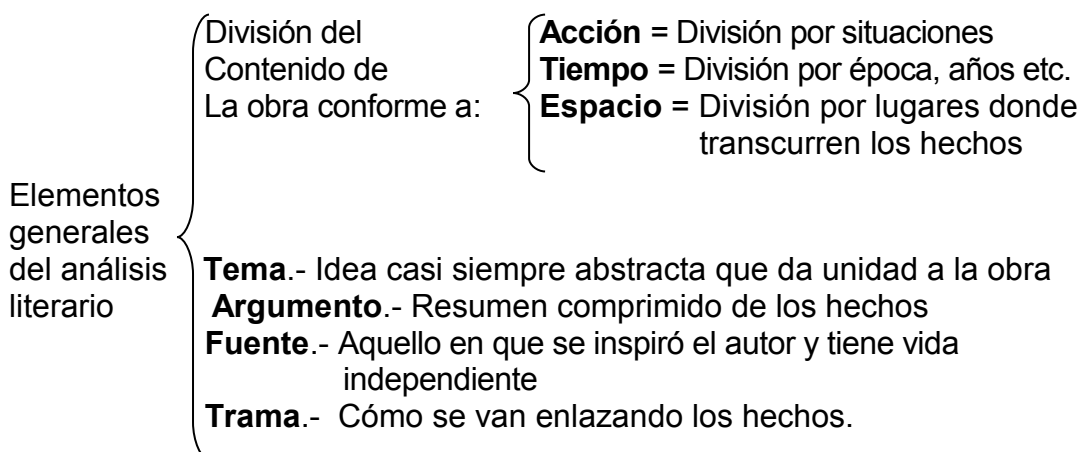 Elementos
generales
del análisis
literario
División del
Contenido de
La obra conforme a:
Acción = División por situaciones
Tiempo = División por época, años etc.
Espacio = División por lugares donde
transcurren los hechos
Tema.- Idea casi siempre abstracta que da unidad a la obra
Argumento.- Resumen comprimido de los hechos
Fuente.- Aquello en que se inspiró el autor y tiene vida
independiente
Trama.- Cómo se van enlazando los hechos.